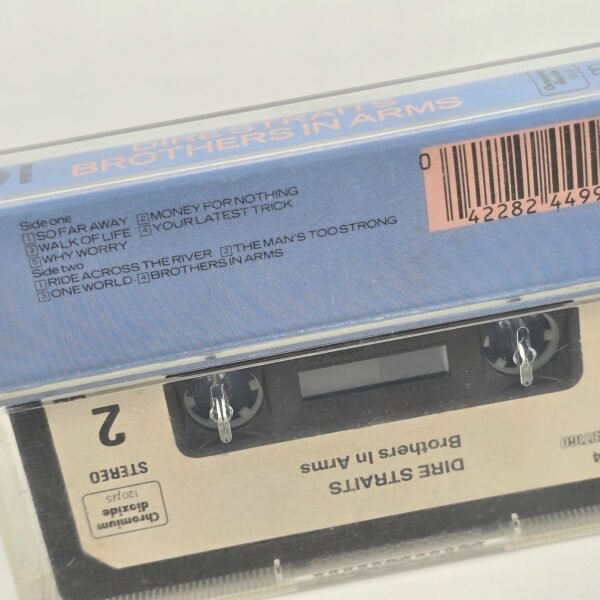 DIRE STRAITS
BROTHERS IN ARMS
Side one
1 SO FAR AWAY 2 MONEY FOR NOTHING
3 WALK OF LIFE 4 YOUR LATEST TRICK
5 WHY WORRY
Side two
1 RIDE ACROSS THE RIVER 2 THE MAN'S TOO STRONG
3 ONE WORLD 4 BROTHERS IN ARMS
0 42282 4499
2
STEREO
DIRE STRAITS
Brothers In Arms
Chromium
dioxide
120 µs